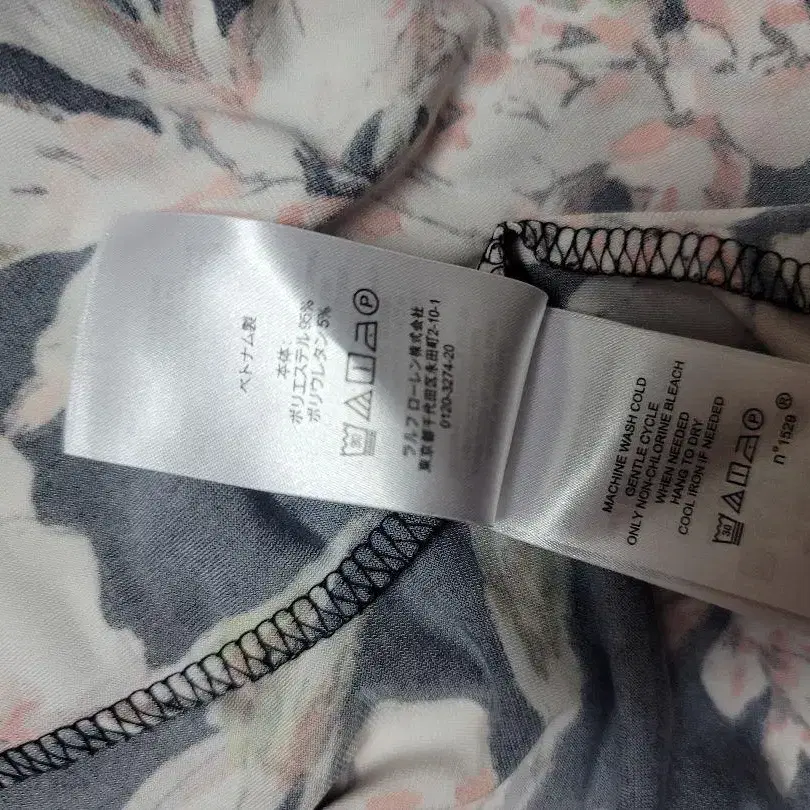 ベトナム製
本体:
ポリエステル 95%
ポリウレタン 5%
30
P
ラルフ ローレン株式会社
東京都千代田区永田町2-10-1
0120-3274-20
MACHINE WASH COLD
GENTLE CYCLE
ONLY NON-CHLORINE BLEACH
WHEN NEEDED
HANG TO DRY
COOL IRON IF NEEDED
30
P
n°1529 ®